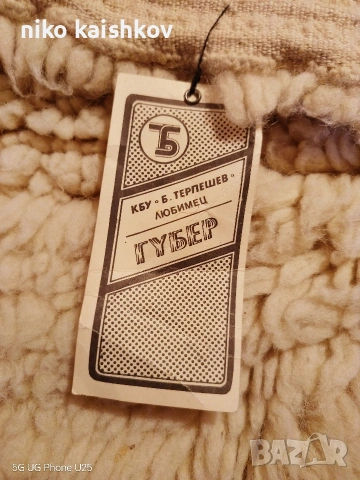 niko kaishkov
ТБ
КБУ "Б. ТЕРПЕШЕВ"
ЛЮБИМЕЦ
ГУБЕР
5G UG Phone U25
BAZAR